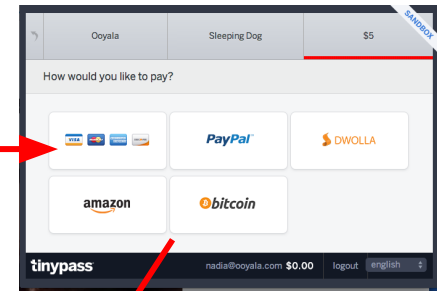 Ooyala Sleeping Dog $5
SANDBOX
How would you like to pay?
VISA
PayPal
DWOLLA
amazon
bitcoin
tinypass nadia@ooyala.com $0.00 logout english